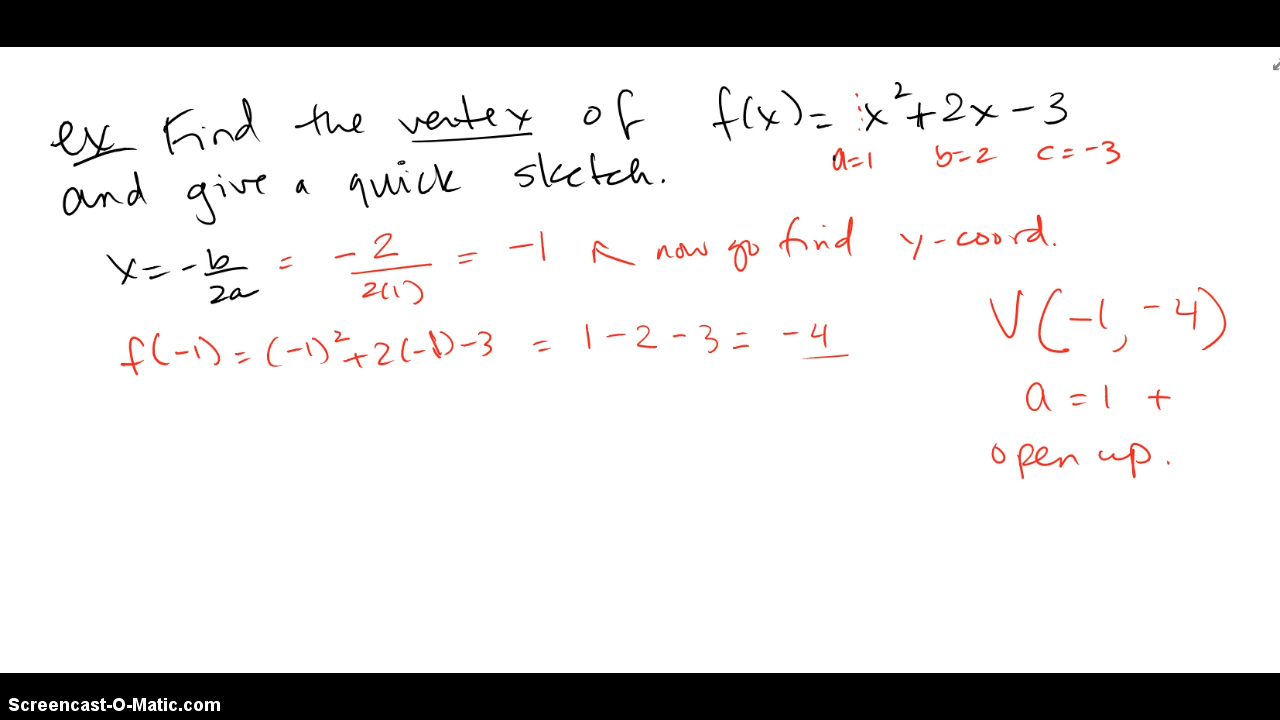 ex Find the vertex of f(x) = x² + 2x - 3
a=1 b=2 c=-3
and give a quick sketch.
x = -b/2a = -2/2(1) = -1 ↖ now go find y-coord.
f(-1) = (-1)² + 2(-1) - 3 = 1 - 2 - 3 = -4
V(-1, -4)
a = 1 +
open up.
Screencast-O-Matic.com